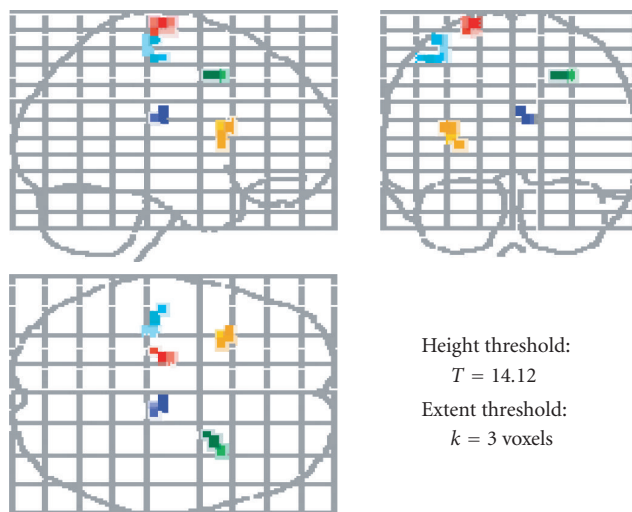 Height threshold:
T = 14.12
Extent threshold:
k = 3 voxels